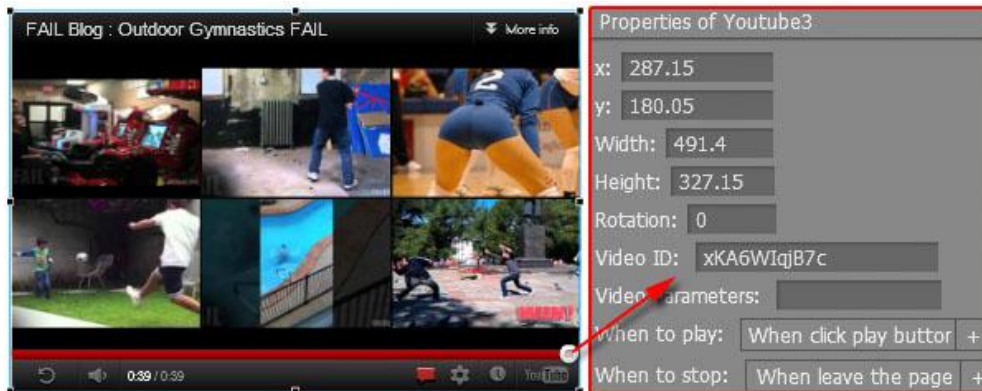 FAIL Blog : Outdoor Gymnastics FAIL
More info
2
0:39 / 0:39
YouTube
Properties of Youtube3
x: 287.15
y: 180.05
Width: 491.4
Height: 327.15
Rotation: 0
Video ID: xKA6WIqjB7c
Video Parameters:
When to play: When click play buttor +
When to stop: When leave the page +